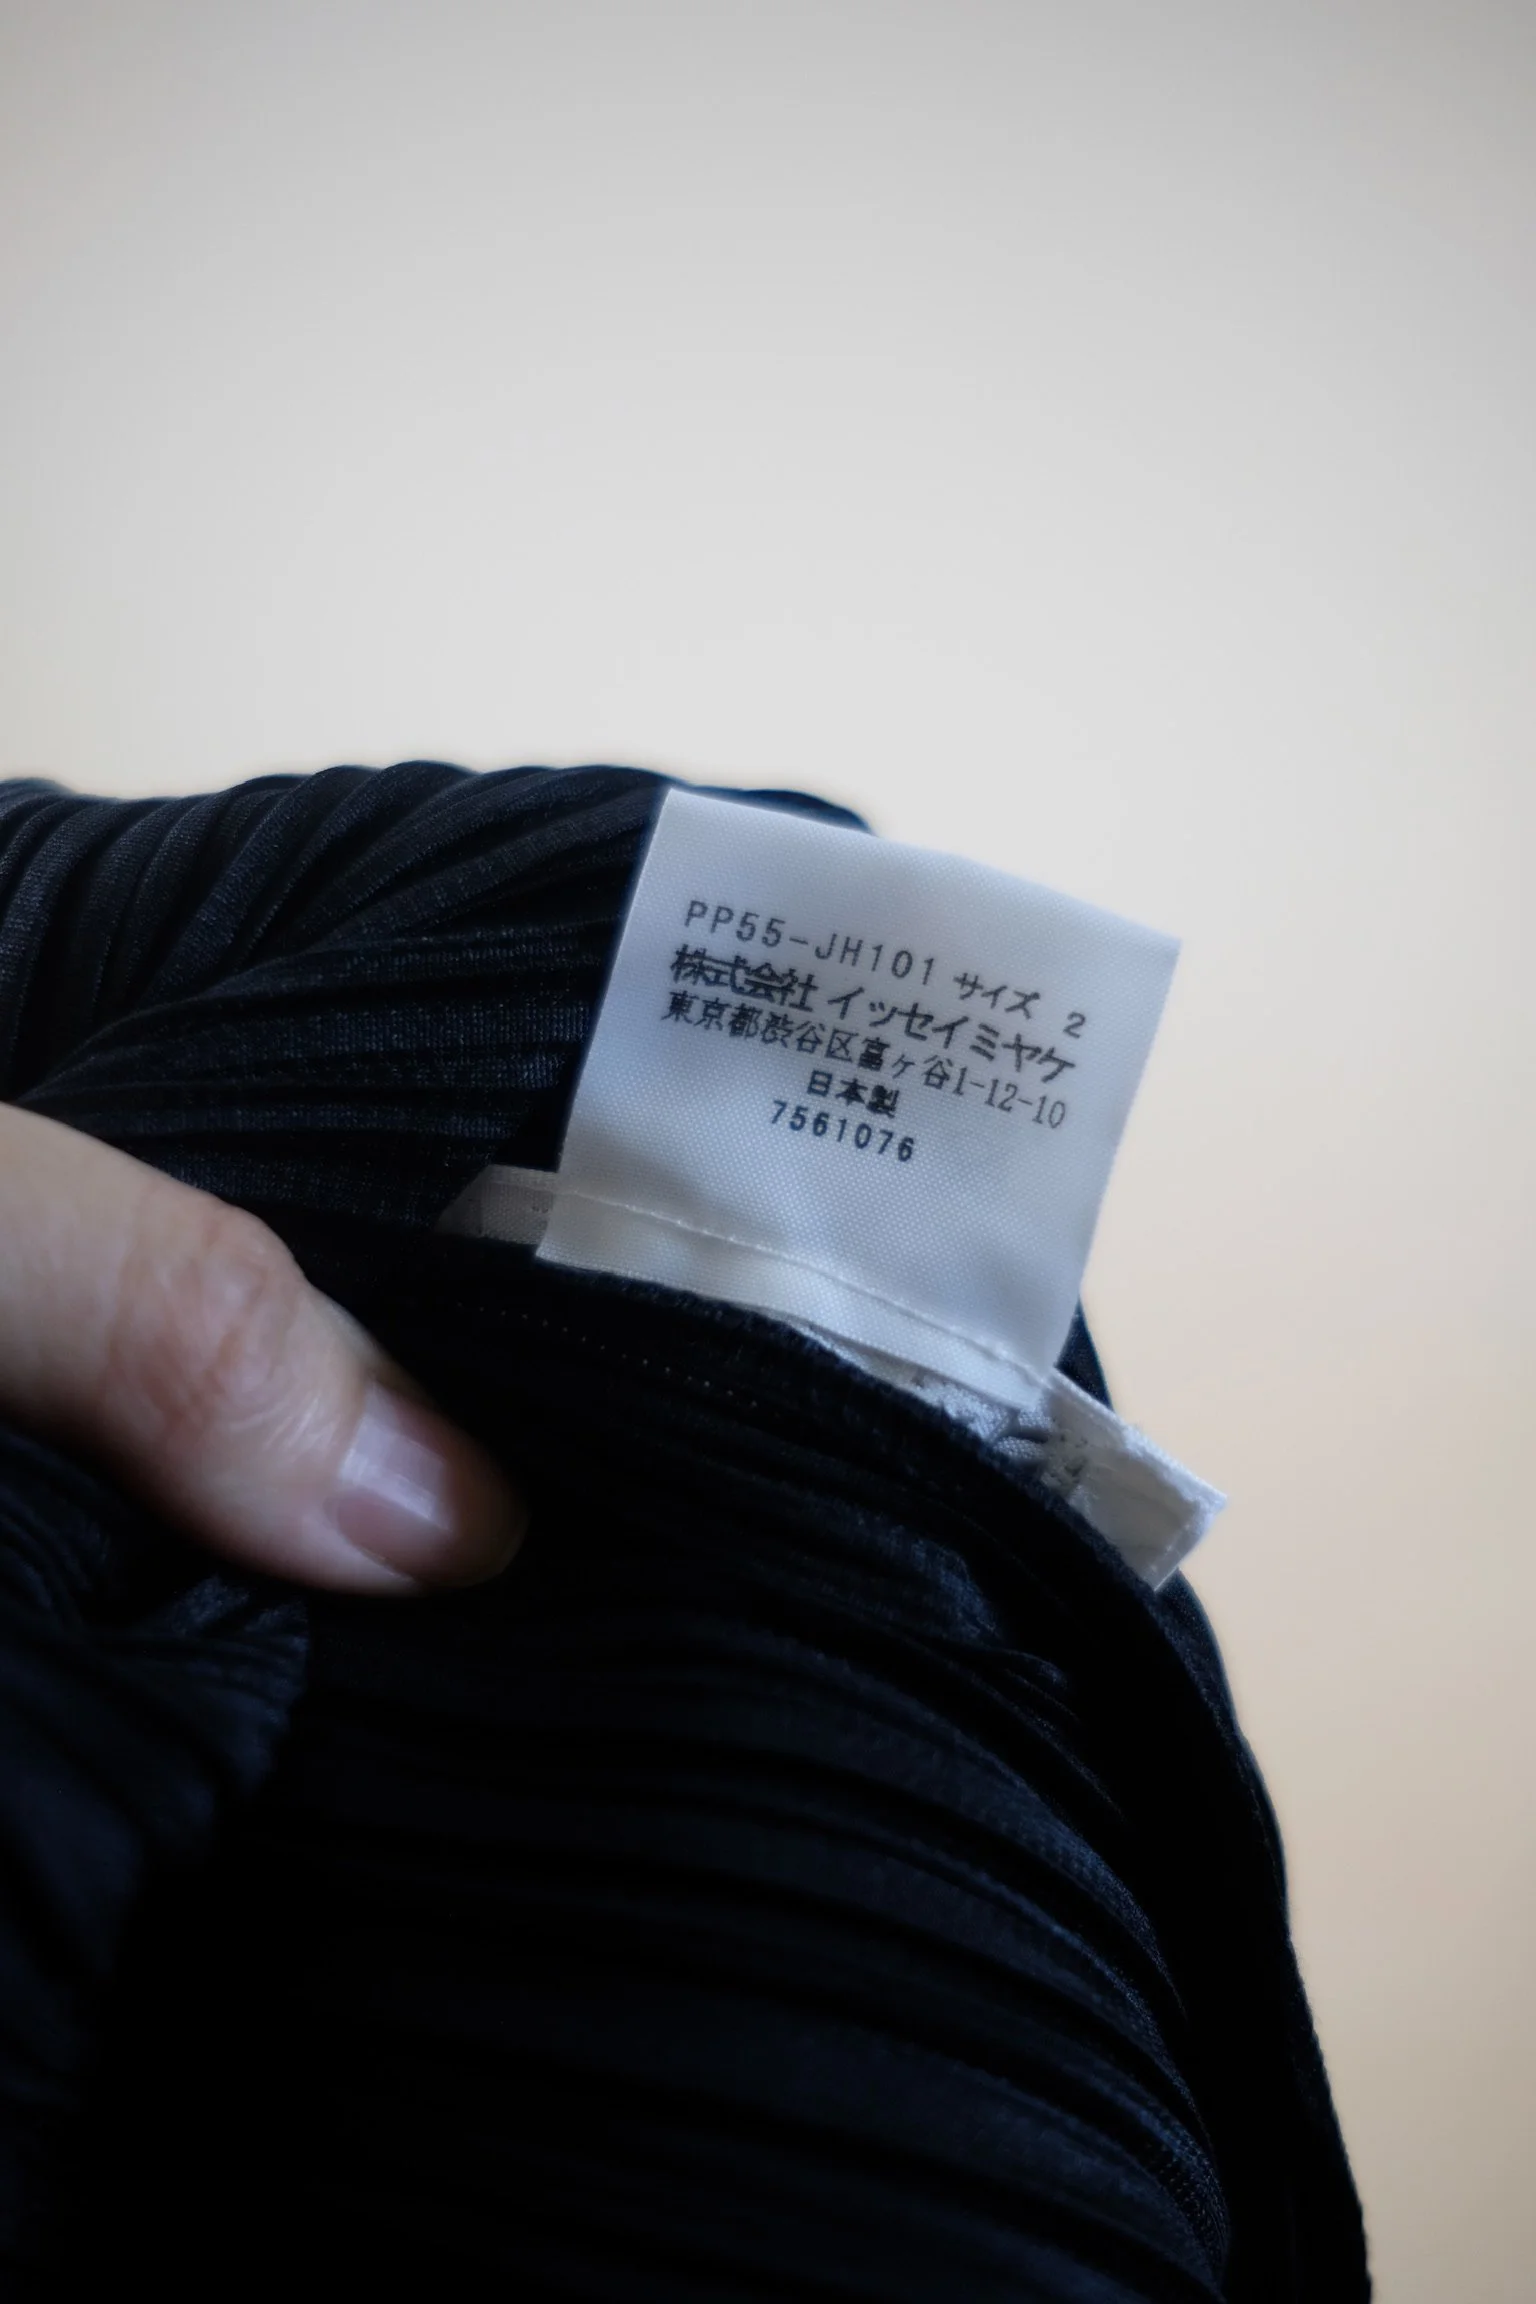 PP55-JH101 サイズ 2
株式会社 イッセイミヤケ
東京都渋谷区富ヶ谷1-12-10
日本製
7561076